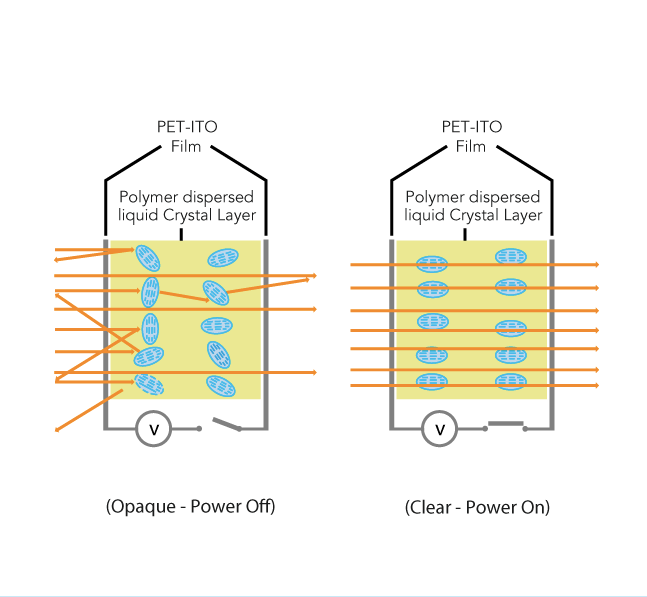 PET-ITO
Film
Polymer dispersed
liquid Crystal Layer
V
(Opaque - Power Off)
PET-ITO
Film
Polymer dispersed
liquid Crystal Layer
V
(Clear - Power On)